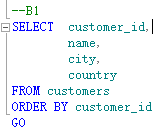 --B1
SELECT customer_id,
name,
city,
country
FROM customers
ORDER BY customer_id
GO